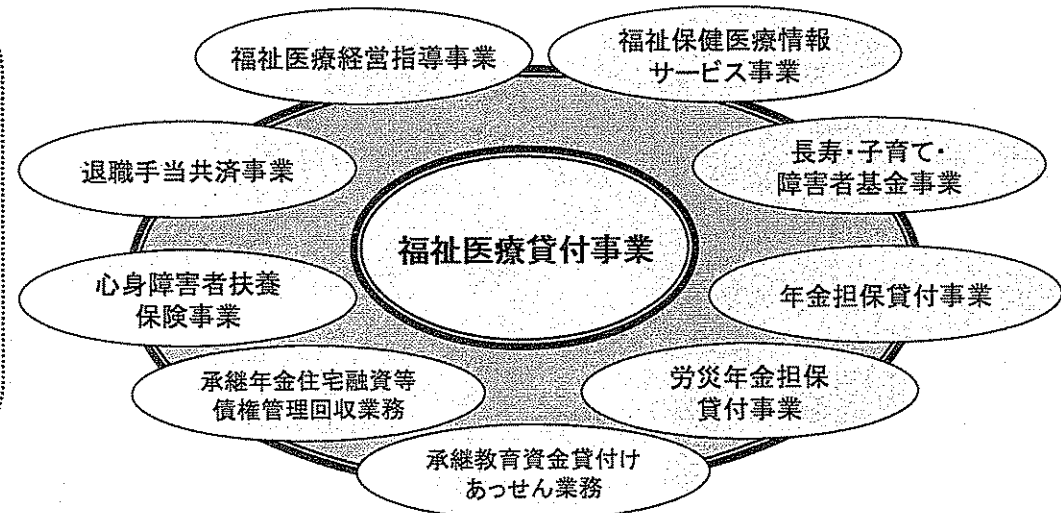 福祉医療経営指導事業
福祉保健医療情報
サービス事業
退職手当共済事業
長寿・子育て・
障害者基金事業
福祉医療貸付事業
心身障害者扶養
保険事業
年金担保貸付事業
承継年金住宅融資等
債権管理回収業務
労災年金担保
貸付事業
承継教育資金貸付け
あっせん業務